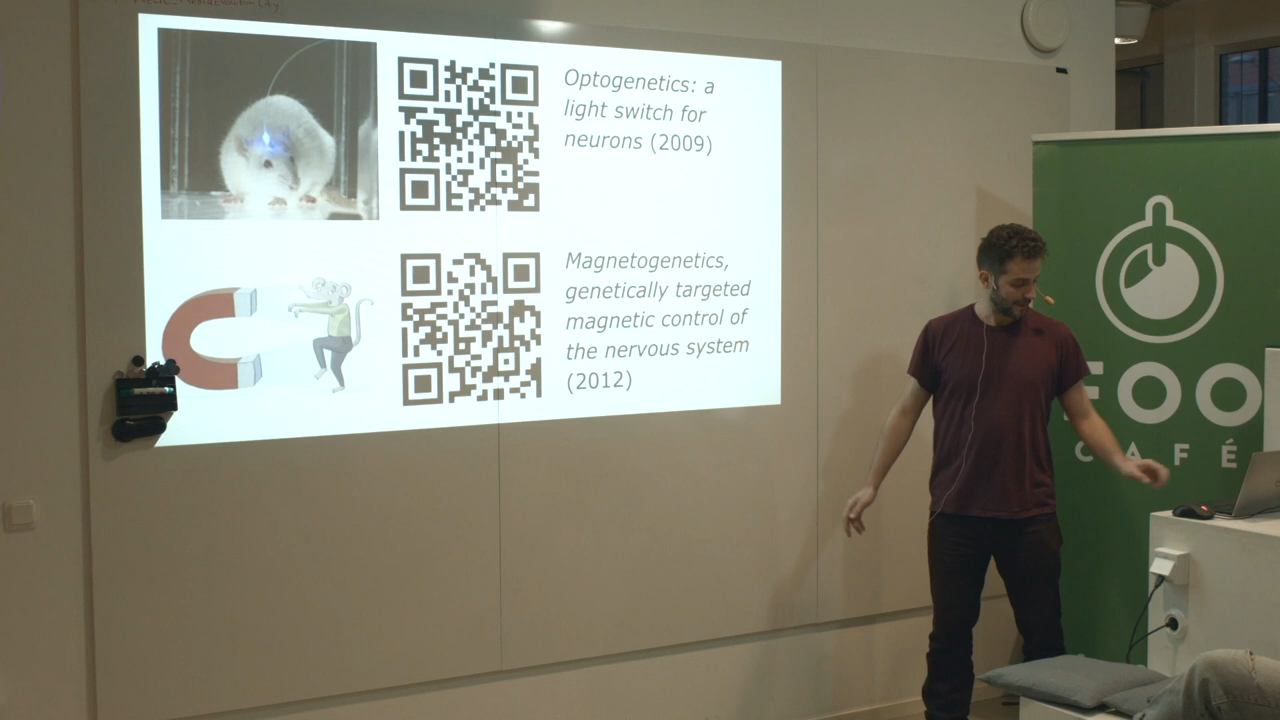 Optogenetics: a
light switch for
neurons (2009)
Magnetogenetics,
genetically targeted
magnetic control of
the nervous system
(2012)
FOO
CAFÉ